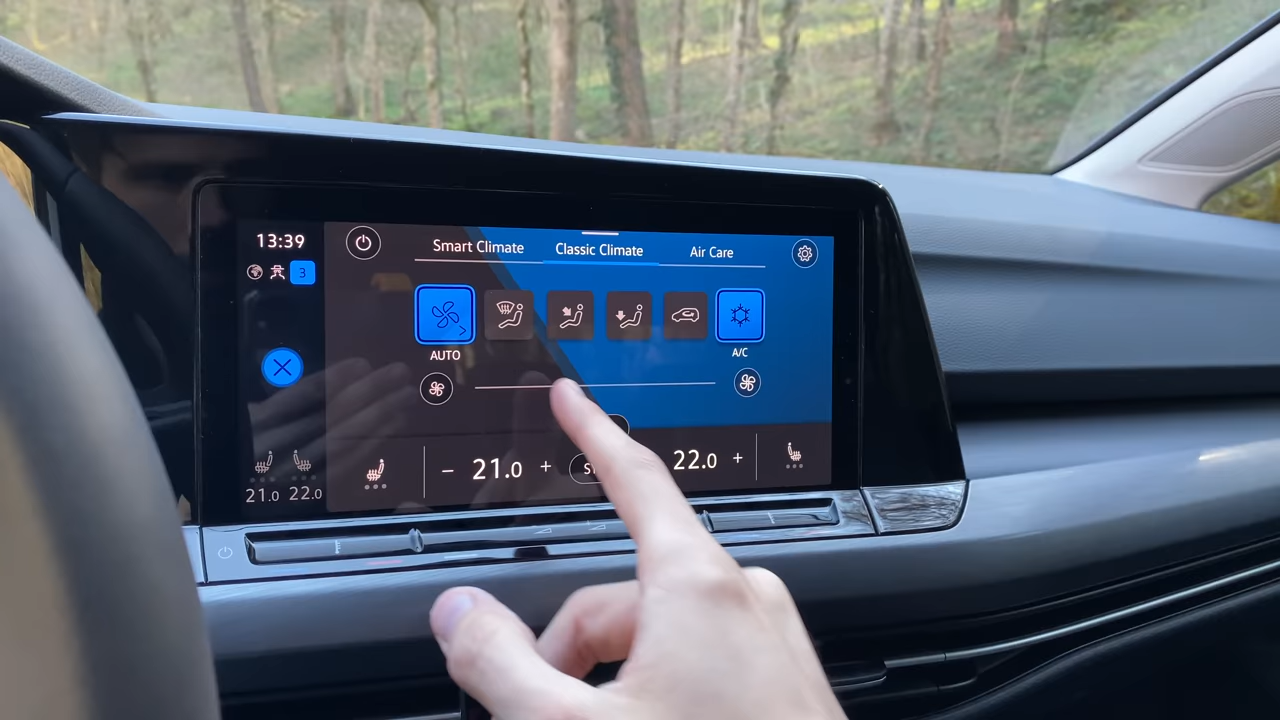 13:39
3
Smart Climate Classic Climate Air Care
AUTO
A/C
- 21.0 + 22.0 +
21.0 22.0